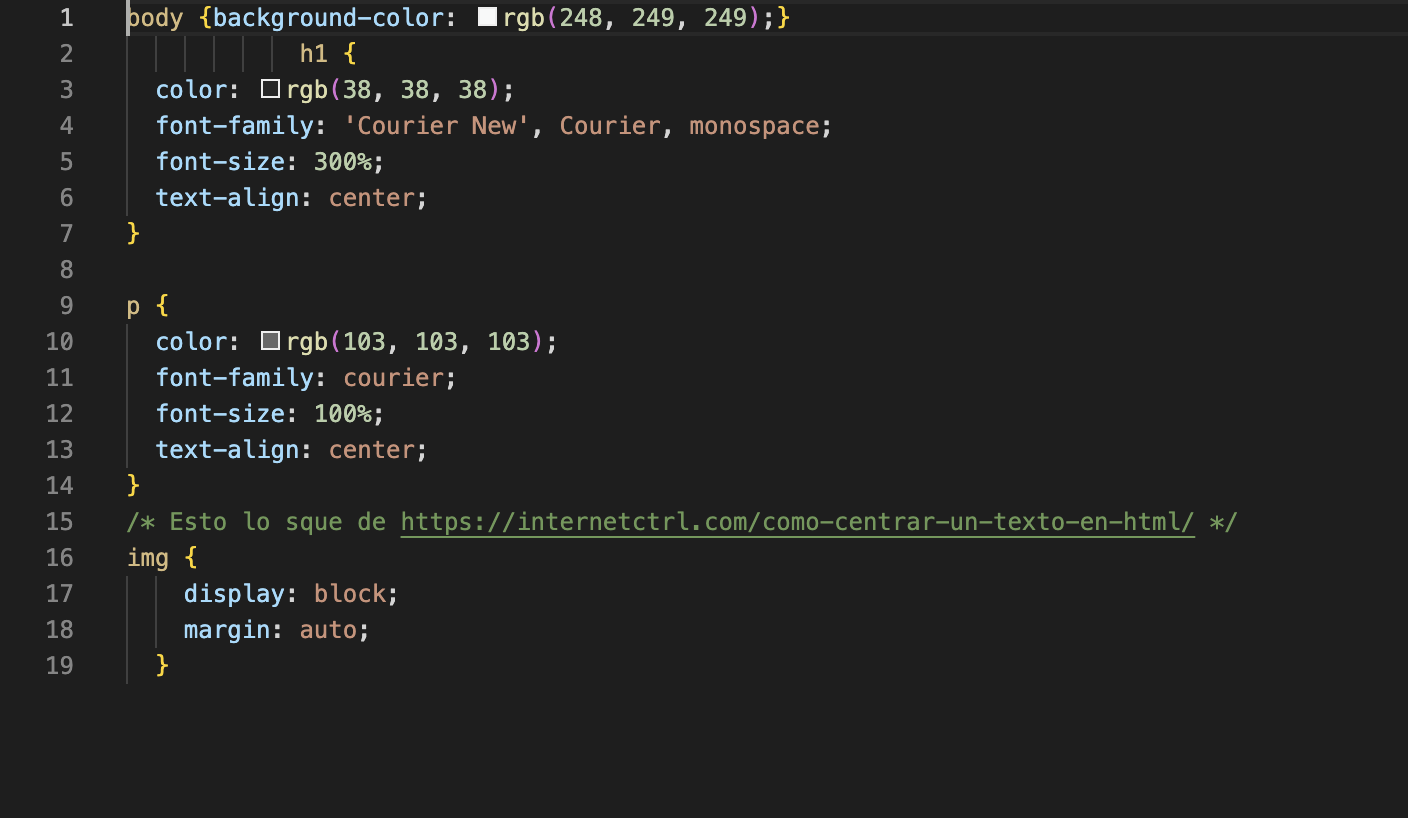 1 body {background-color: rgb(248, 249, 249);}
2 h1 {
3 color: rgb(38, 38, 38);
4 font-family: 'Courier New', Courier, monospace;
5 font-size: 300%;
6 text-align: center;
7 }
8
9 p {
10 color: rgb(103, 103, 103);
11 font-family: courier;
12 font-size: 100%;
13 text-align: center;
14 }
15 /* Esto lo sque de https://internetctrl.com/como-centrar-un-texto-en-html/ */
16 img {
17 display: block;
18 margin: auto;
19 }